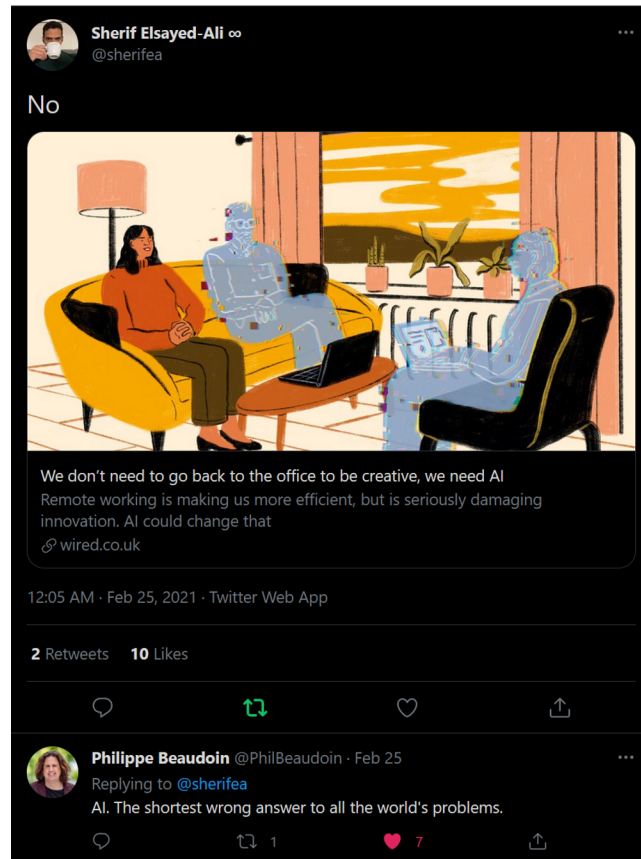 Sherif Elsayed-Ali ∞
@sherifea
No
We don't need to go back to the office to be creative, we need AI
Remote working is making us more efficient, but is seriously damaging
innovation. AI could change that
wired.co.uk
12:05 AM · Feb 25, 2021 · Twitter Web App
2 Retweets 10 Likes
Philippe Beaudoin @PhilBeaudoin · Feb 25
Replying to @sherifea
AI. The shortest wrong answer to all the world's problems.
1 7